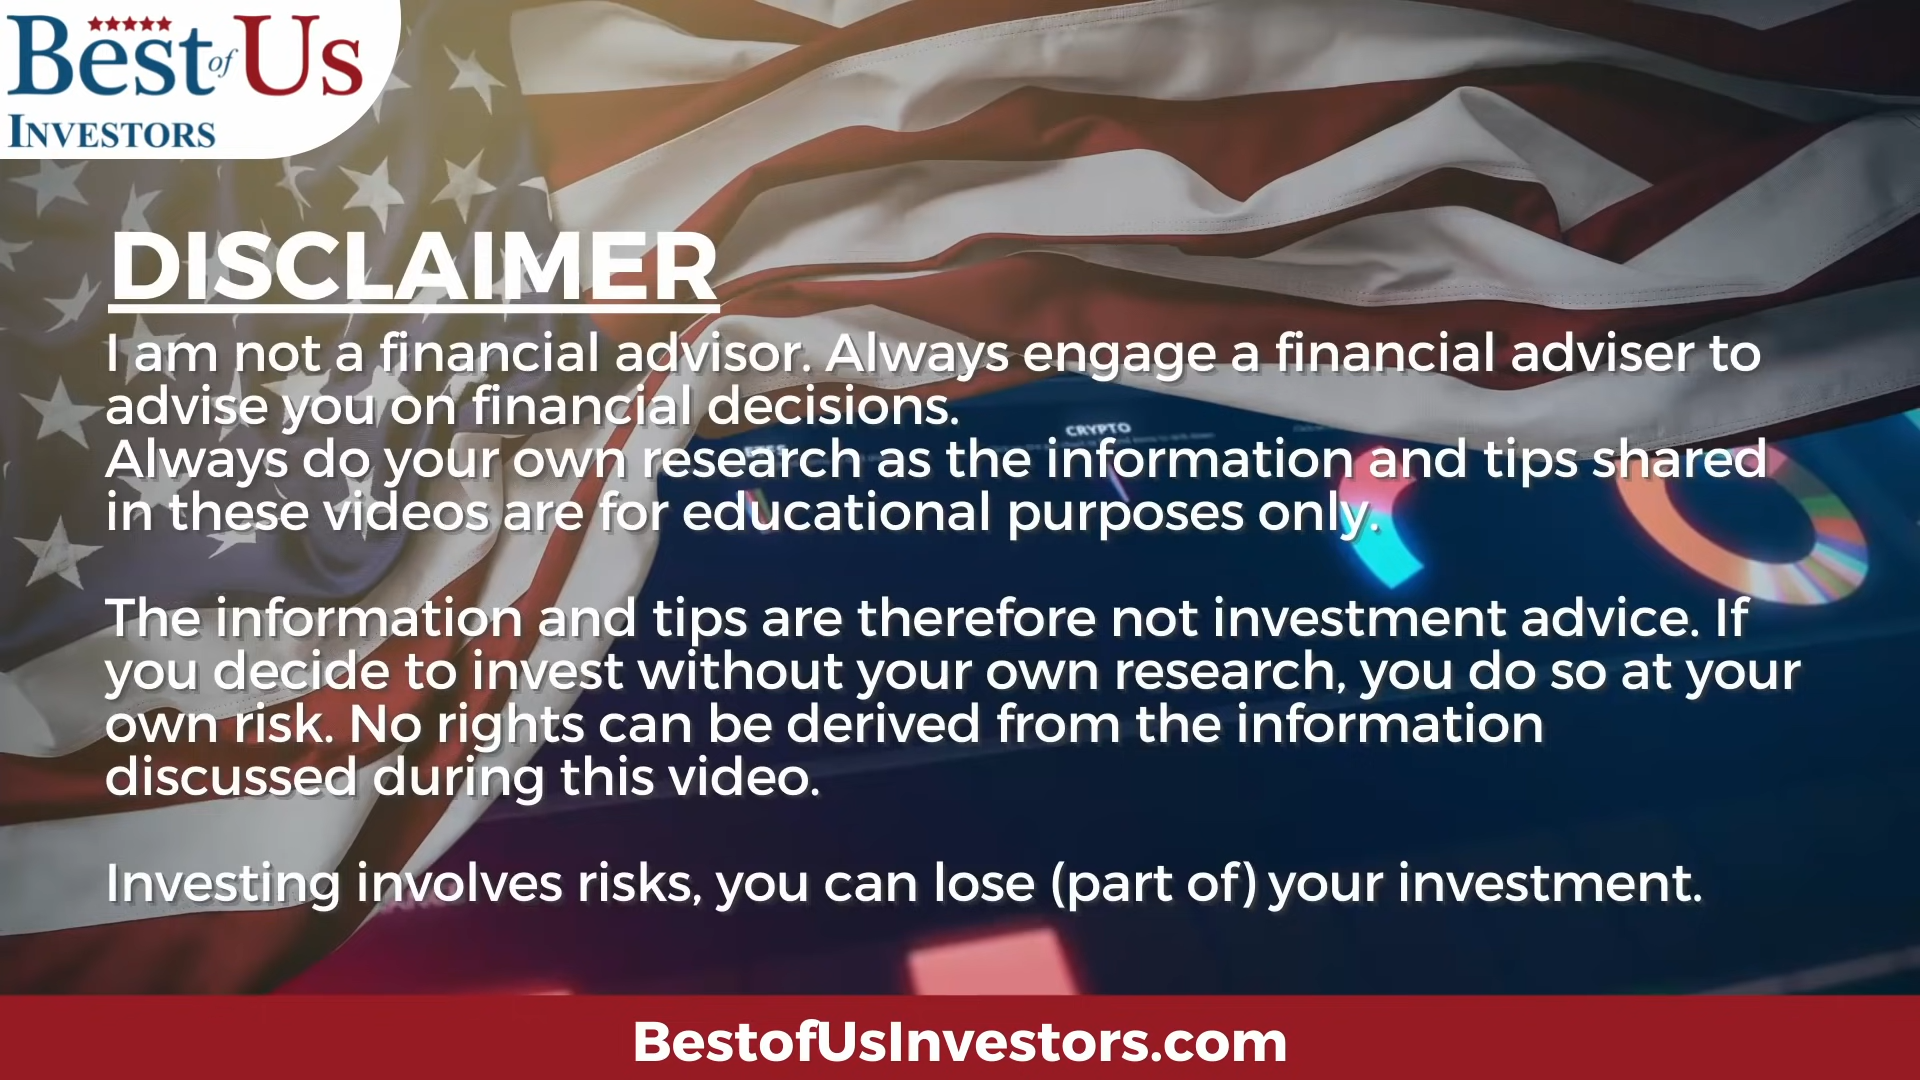 Best of Us
INVESTORS
DISCLAIMER
I am not a financial advisor. Always engage a financial adviser to
advise you on financial decisions.
CRYPTO
Always do your own research as the information and tips shared
in these videos are for educational purposes only.
The information and tips are therefore not investment advice. If
you decide to invest without your own research, you do so at your
own risk. No rights can be derived from the information
discussed during this video.
Investing involves risks, you can lose (part of) your investment.
BestofUsInvestors.com